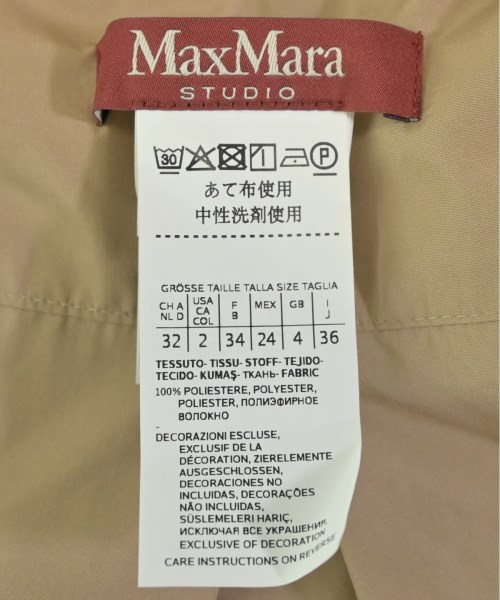 MaxMara
STUDIO
30 P
あて布使用
中性洗剤使用
GRÖSSE TAILLE TALLA SIZE TAGLIA
CH A NL D USA CA COL F B MEX GB I J
32 2 34 24 4 36
TESSUTO- TISSU- STOFF- TEJIDO-
TECIDO- KUMAŞ- ТКАНЬ- FABRIC
100% POLIESTERE, POLYESTER,
POLIESTER, ПОЛИЭФИРНОЕ
ВОЛОКНО
-
DECORAZIONI ESCLUSE,
EXCLUSIF DE LA
DÉCORATION, ZIERELEMENTE
AUSGESCHLOSSEN,
DECORACIONES NO
INCLUIDAS, DECORAÇÕES
NÃO INCLUIDAS,
SÜSLEMELERI HARIÇ,
ИСКЛЮЧАЯ ВСЕ УКРАШЕНИЯ,
EXCLUSIVE OF DECORATION
CARE INSTRUCTIONS ON REVERSE